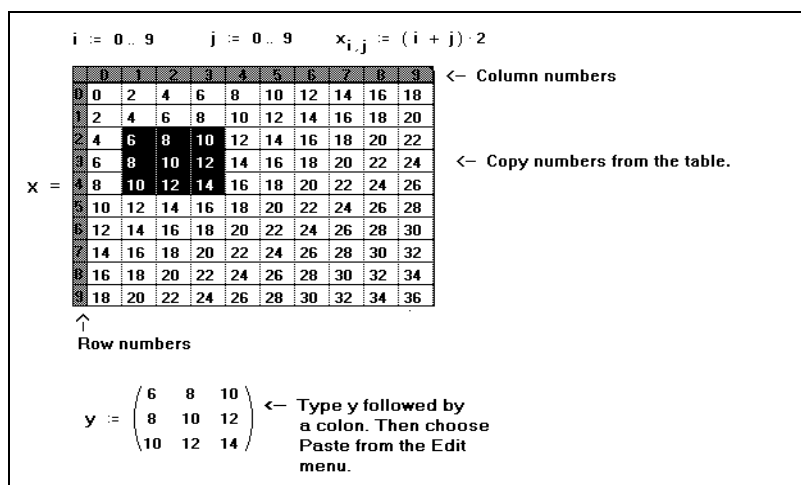 i := 0 .. 9 j := 0 .. 9 x i,j := ( i + j ) · 2
0 1 2 3 4 5 6 7 8 9 <– Column numbers
0 0 2 4 6 8 10 12 14 16 18
1 2 4 6 8 10 12 14 16 18 20
2 4 6 8 10 12 14 16 18 20 22
3 6 8 10 12 14 16 18 20 22 24 <– Copy numbers from the table.
x = 4 8 10 12 14 16 18 20 22 24 26
5 10 12 14 16 18 20 22 24 26 28
6 12 14 16 18 20 22 24 26 28 30
7 14 16 18 20 22 24 26 28 30 32
8 16 18 20 22 24 26 28 30 32 34
9 18 20 22 24 26 28 30 32 34 36
Row numbers
6 8 10
y := 8 10 12
10 12 14
<– Type y followed by
a colon. Then choose
Paste from the Edit
menu.